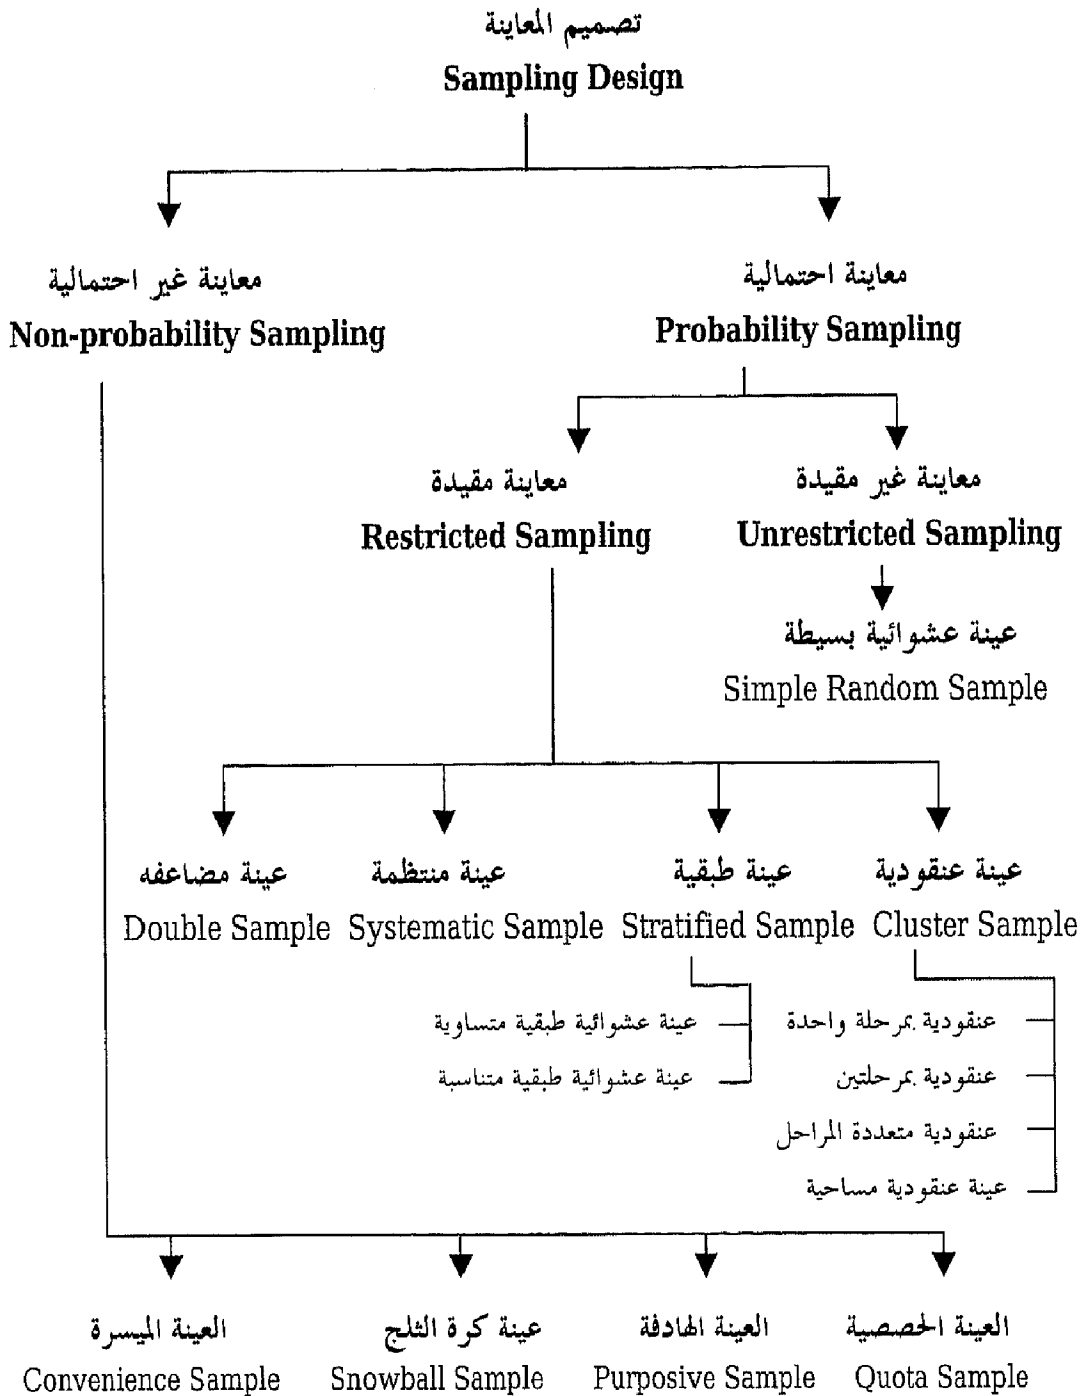 تصميم المعاينة
Sampling Design
معاينة احتمالية
Probability Sampling
معاينة غير احتمالية
Non-probability Sampling
معاينة غير مقيدة
Unrestricted Sampling
معاينة مقيدة
Restricted Sampling
عينة عشوائية بسيطة
Simple Random Sample
عينة عنقودية
Cluster Sample
عينة طبقية
Stratified Sample
عينة منتظمة
Systematic Sample
عينة مضاعفه
Double Sample
عنقودية بمرحلة واحدة
عنقودية بمرحلتين
عنقودية متعددة المراحل
عينة عنقودية مساحية
عينة عشوائية طبقية متساوية
عينة عشوائية طبقية متناسبة
العينة الحصصية
Quota Sample
العينة الهادفة
Purposive Sample
عينة كرة الثلج
Snowball Sample
العينة الميسرة
Convenience Sample